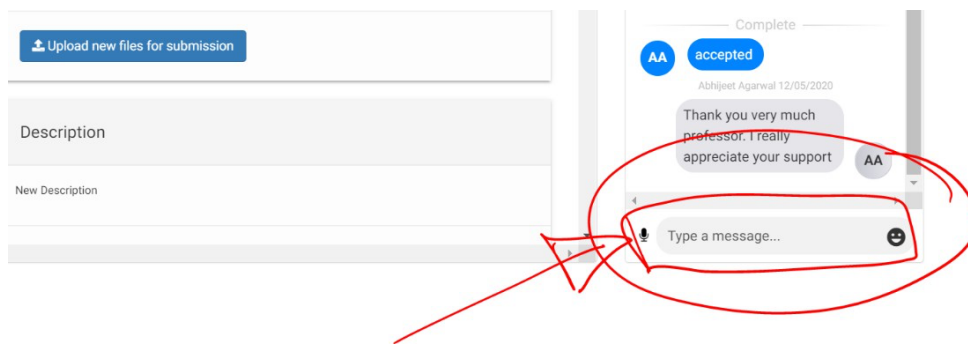 Upload new files for submission
Description
New Description
Complete
AA
accepted
Abhijeet Agarwal 12/05/2020
Thank you very much
professor. I really
appreciate your support
AA
Type a message...